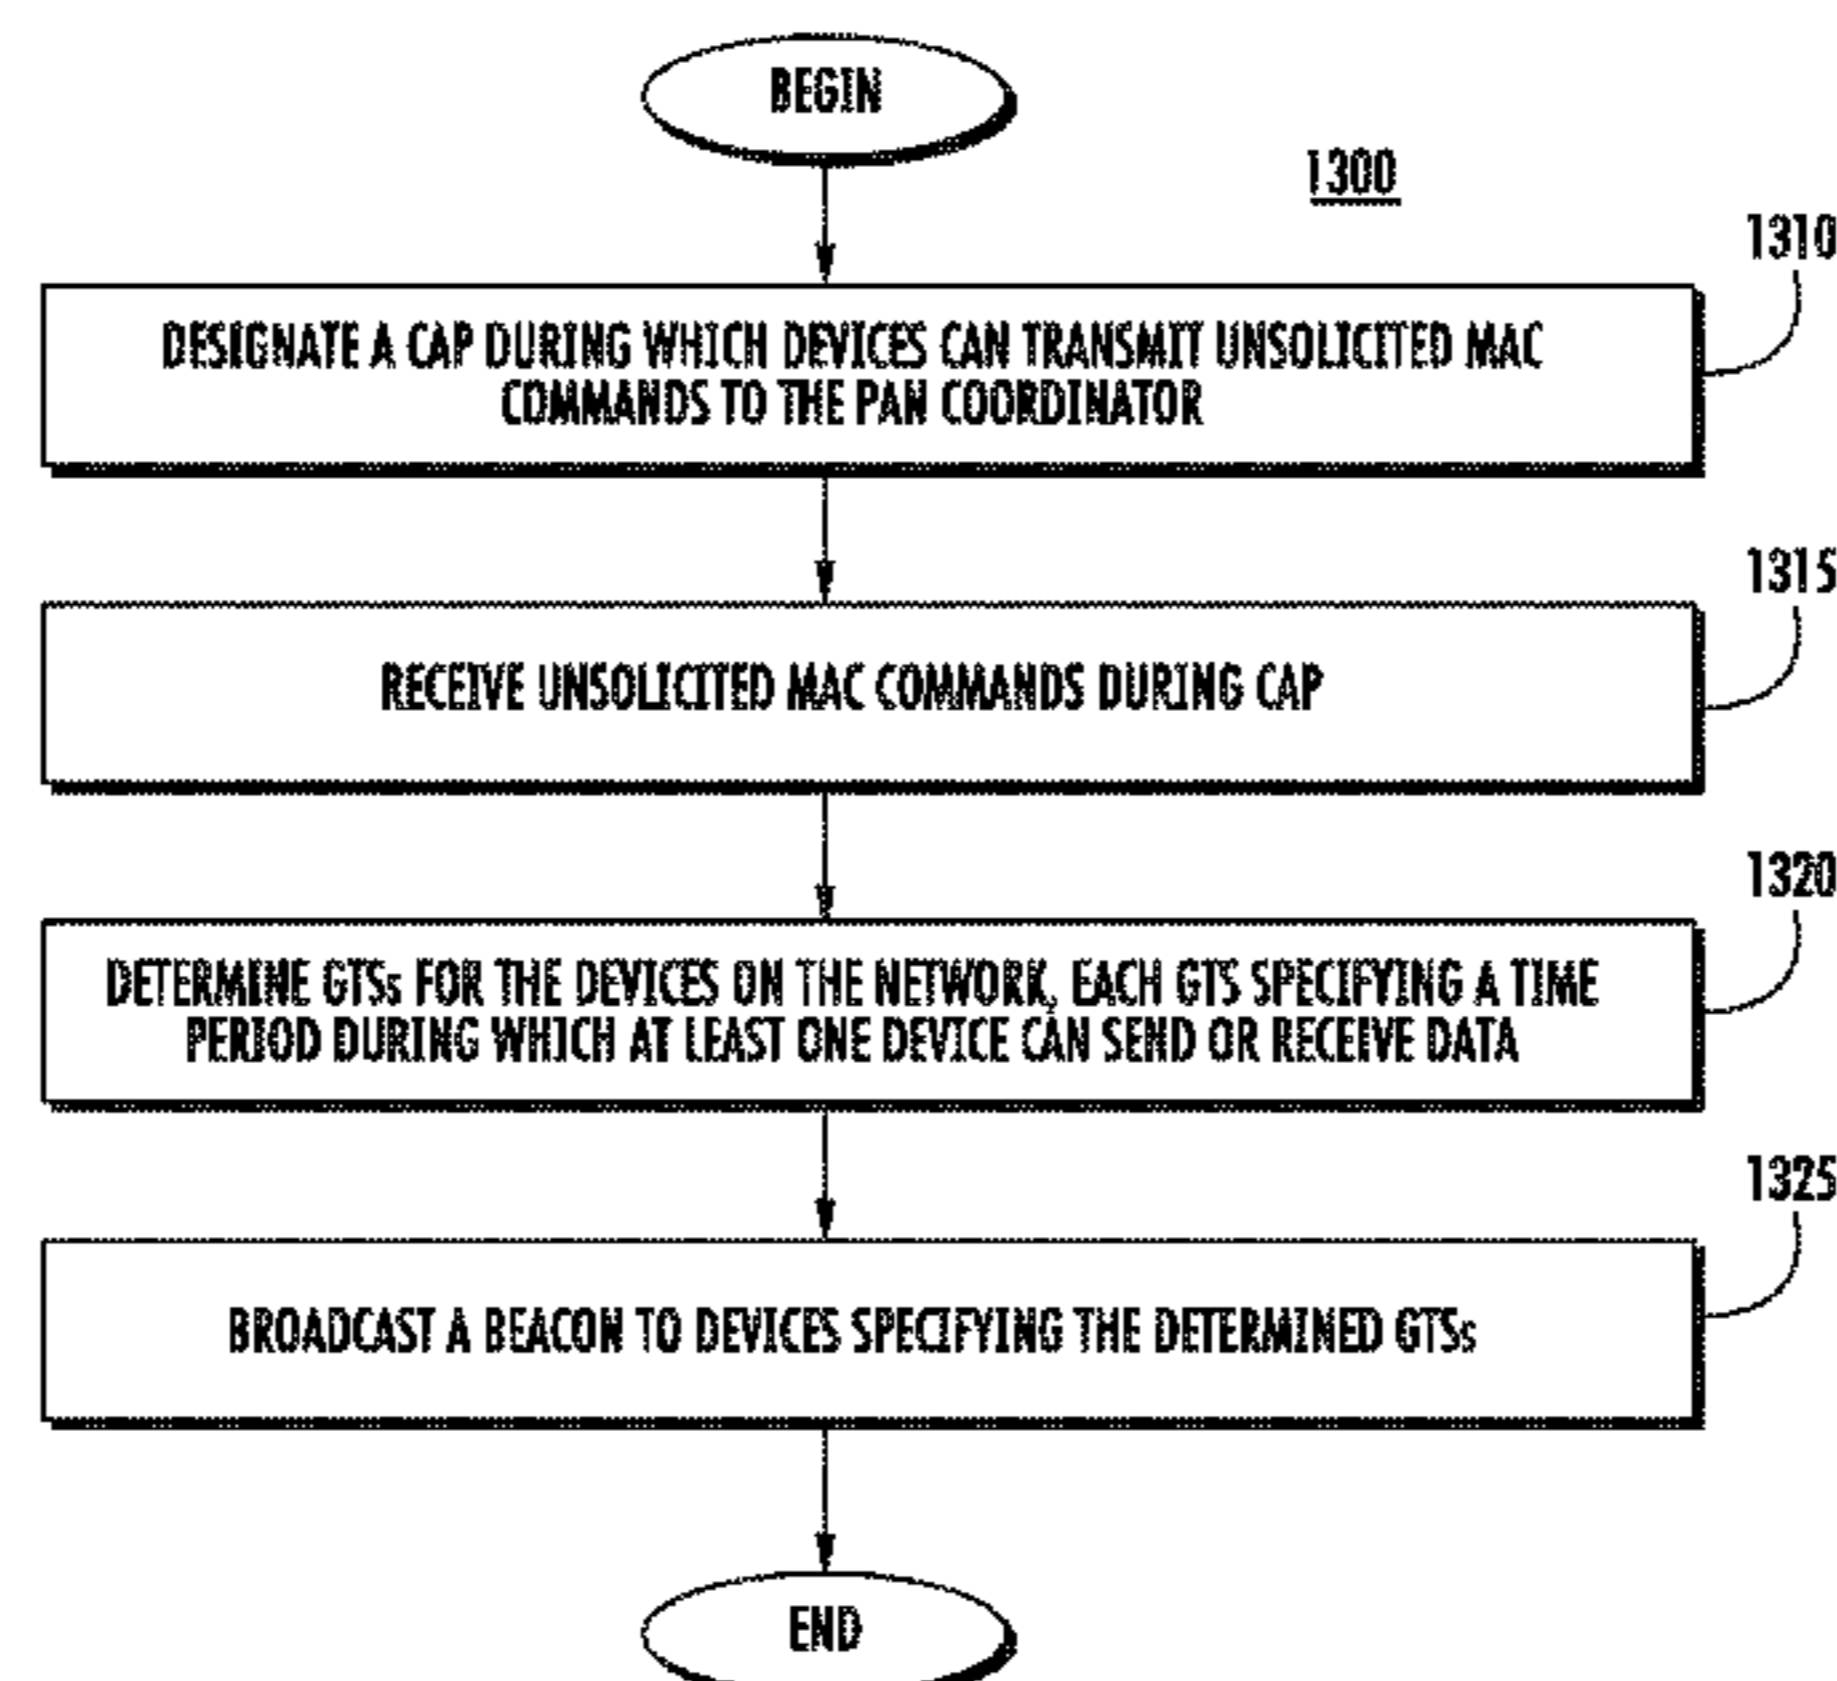 BEGIN
1300
1310
DESIGNATE A CAP DURING WHICH DEVICES CAN TRANSMIT UNSOLICITED MAC
COMMANDS TO THE PAN COORDINATOR
1315
RECEIVE UNSOLICITED MAC COMMANDS DURING CAP
1320
DETERMINE GTSs FOR THE DEVICES ON THE NETWORK, EACH GTS SPECIFYING A TIME
PERIOD DURING WHICH AT LEAST ONE DEVICE CAN SEND OR RECEIVE DATA
1325
BROADCAST A BEACON TO DEVICES SPECIFYING THE DETERMINED GTSs
END